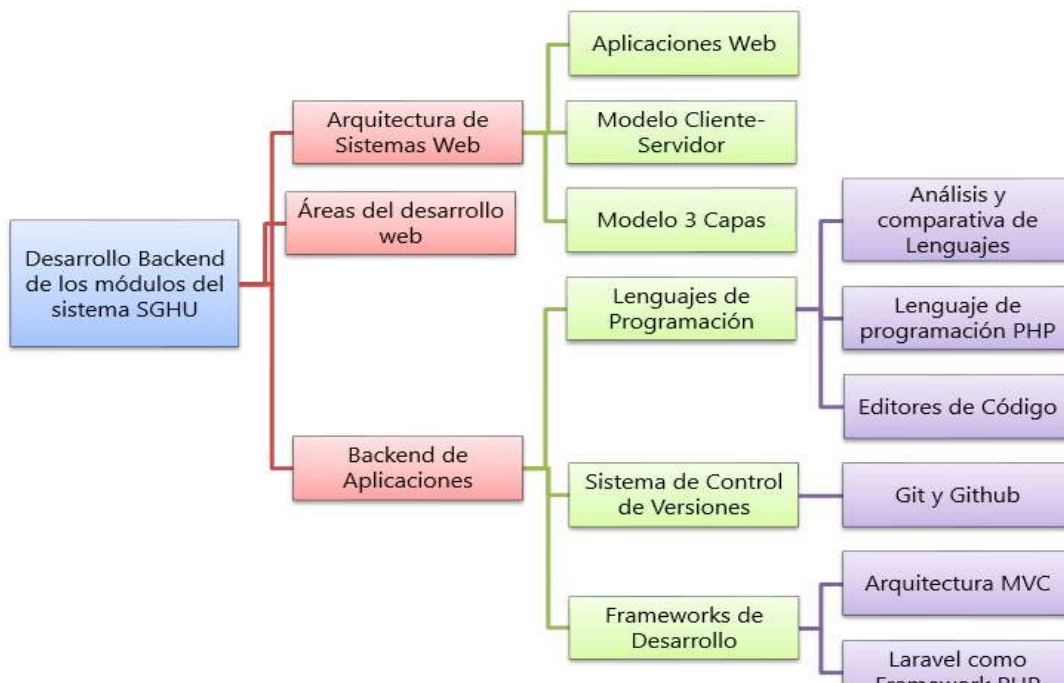 Aplicaciones Web
Arquitectura de
Sistemas Web
Modelo Cliente-
Servidor
Áreas del desarrollo
web
Modelo 3 Capas
Análisis y
comparativa de
Lenguajes
Desarrollo Backend
de los módulos del
sistema SGHU
Lenguajes de
Programación
Lenguaje de
programación PHP
Editores de Código
Backend de
Aplicaciones
Sistema de Control
de Versiones
Git y Github
Arquitectura MVC
Frameworks de
Desarrollo
Laravel como
Framework PHP